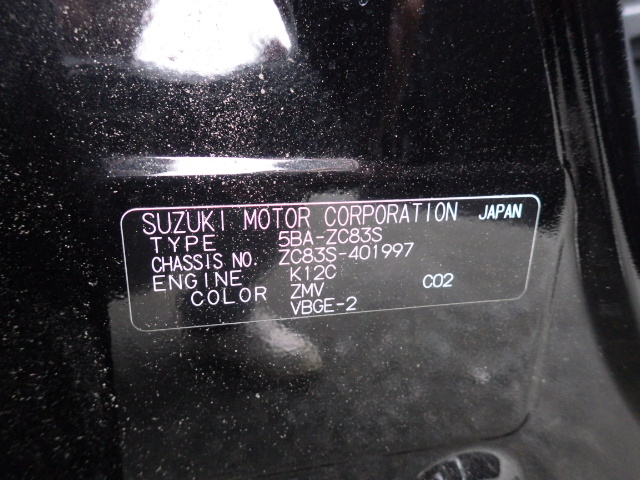 SUZUKI MOTOR CORPORATION JAPAN
TYPE 5BA-ZC83S
CHASSIS NO. ZC83S-401997
ENGINE K12C
COLOR ZMV C02
VBGE-2